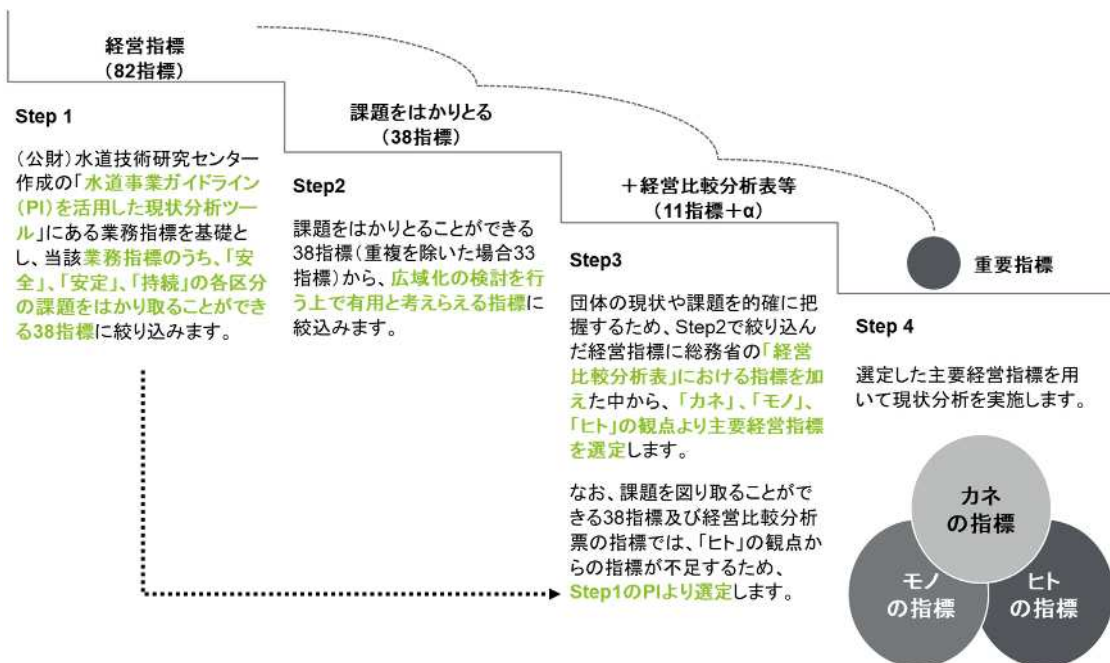 経営指標
(82指標)
Step 1
(公財)水道技術研究センター
作成の「水道事業ガイドライン
(PI)を活用した現状分析ツー
ル」にある業務指標を基礎と
し、当該業務指標のうち、「安
全」、「安定」、「持続」の各区分
の課題をはかり取ることができ
る38指標に絞り込みます。
課題をはかりとる
(38指標)
Step2
課題をはかりとることができる
38指標(重複を除いた場合33
指標)から、広域化の検討を行
う上で有用と考えらえる指標に
絞込みます。
+経営比較分析表等
(11指標+α)
Step3
団体の現状や課題を的確に把
握するため、Step2で絞り込ん
だ経営指標に総務省の「経営
比較分析表」における指標を加
えた中から、「カネ」、「モノ」、
「ヒト」の観点より主要経営指標
を選定します。
なお、課題を図り取ることがで
きる38指標及び経営比較分析
票の指標では、「ヒト」の観点か
らの指標が不足するため、
Step1のPIより選定します。
重要指標
Step 4
選定した主要経営指標を用
いて現状分析を実施します。
カネ
の指標
モノ
の指標
ヒト
の指標